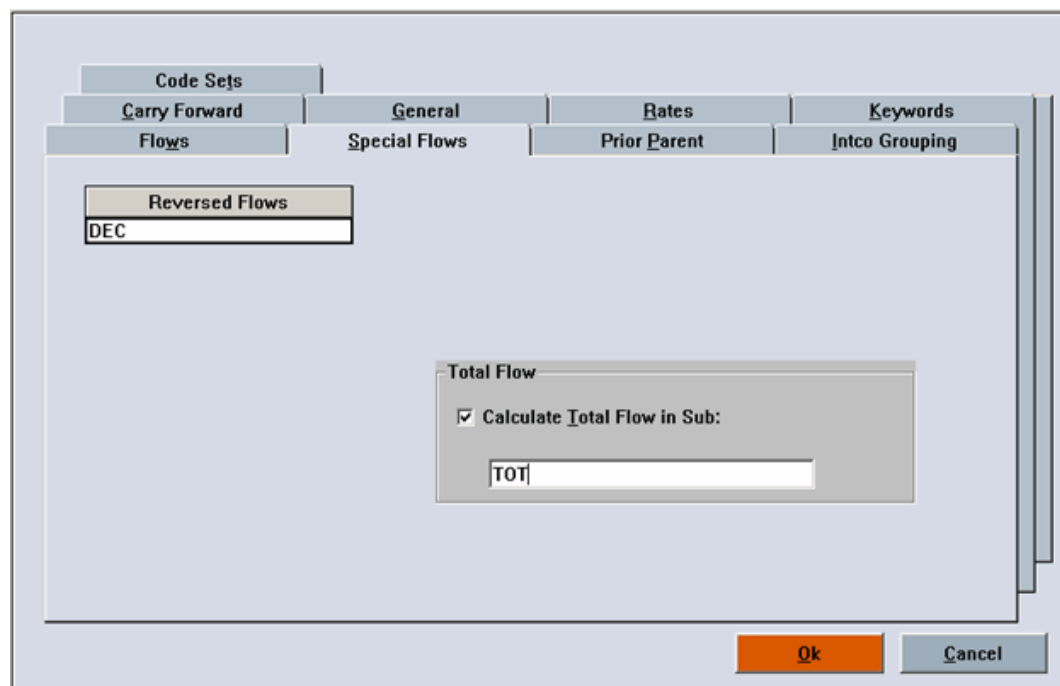 Code Sets
Carry Forward General Rates Keywords
Flows Special Flows Prior Parent Intco Grouping
Reversed Flows
DEC
Total Flow
Calculate Total Flow in Sub:
TOT
Ok Cancel